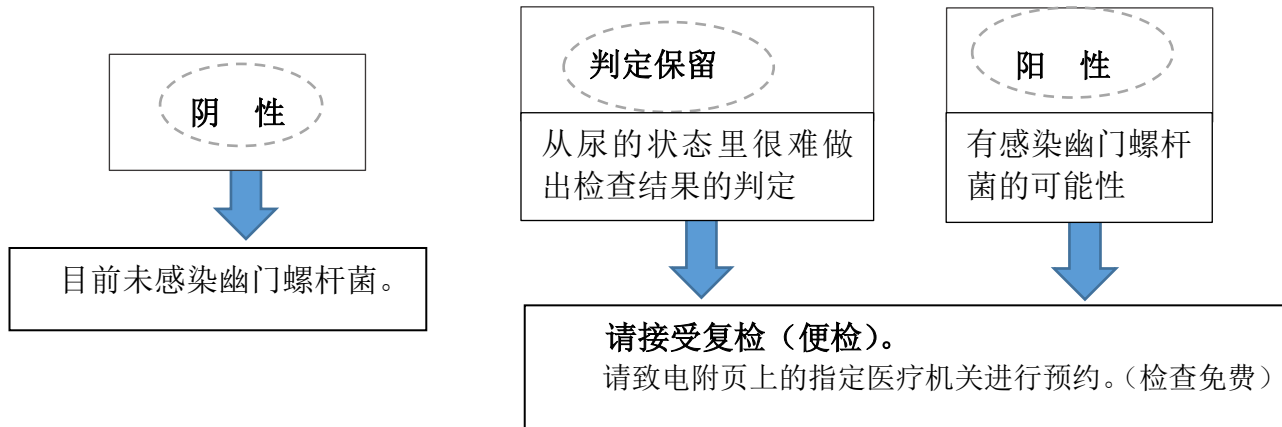 阴 性
目前未感染幽门螺杆菌。
判定保留
从尿的状态里很难做
出检查结果的判定
阳 性
有感染幽门螺杆
菌的可能性
请接受复检（便检）。
请致电附页上的指定医疗机关进行预约。（检查免费）